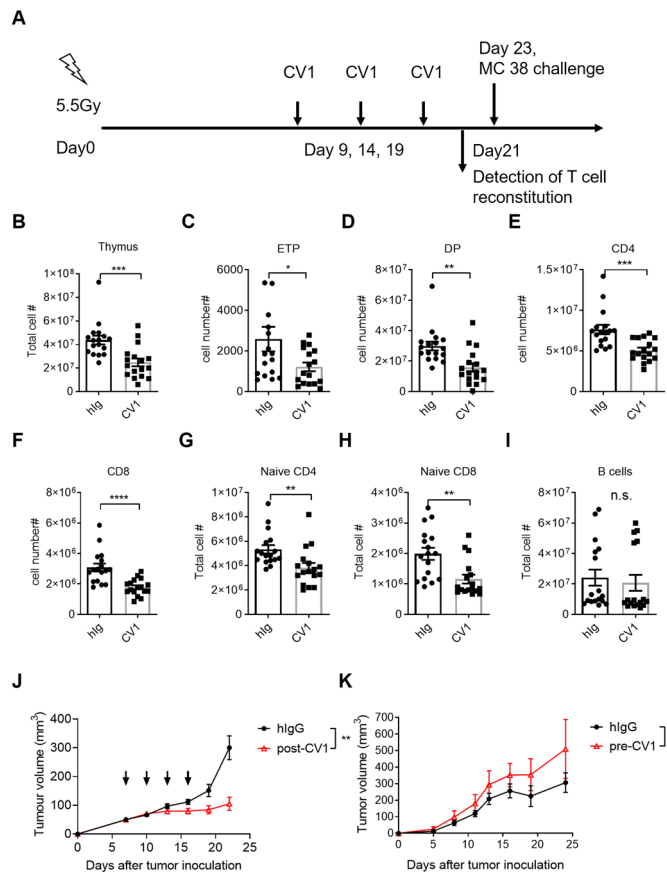 A
Day 23,
MC 38 challenge
CV1 CV1 CV1
5.5Gy
Day0
Day 9, 14, 19
Day21
Detection of T cell
reconstitution
B C D E
Thymus ETP DP CD4
*** * ** ***
Total cell # cell number# cell number# cell number#
1×10⁸ 6000 3×10⁷ 1.5×10⁷
8×10⁷ 4000 6×10⁷ 1.0×10⁷
6×10⁷ 2000 4×10⁷ 5×10⁶
4×10⁷ 0 2×10⁷ 0
2×10⁷ 0
0
hIg CV1 hIg CV1 hIg CV1 hIg CV1
F G H I
CD8 Naive CD4 Naive CD8 B cells
**** ** ** n.s.
cell number# Total cell# Total cell# Total cell#
8×10⁶ 1×10⁷ 4×10⁶ 8×10⁷
6×10⁶ 8×10⁶ 3×10⁶ 6×10⁷
4×10⁶ 6×10⁶ 2×10⁶ 4×10⁷
2×10⁶ 4×10⁶ 1×10⁶ 2×10⁷
0 2×10⁶ 0 0
0
hIg CV1 hIg CV1 hIg CV1 hIg CV1
J
Tumour volume (mm³)
400
300
200
100
0
0 5 10 15 20 25
Days after tumor inoculation
hIgG
post-CV1
**
K
Tumor volume (mm³)
700
600
500
400
300
200
100
0
0 5 10 15 20 25
Days after tumor inoculation
hIgG
pre-CV1